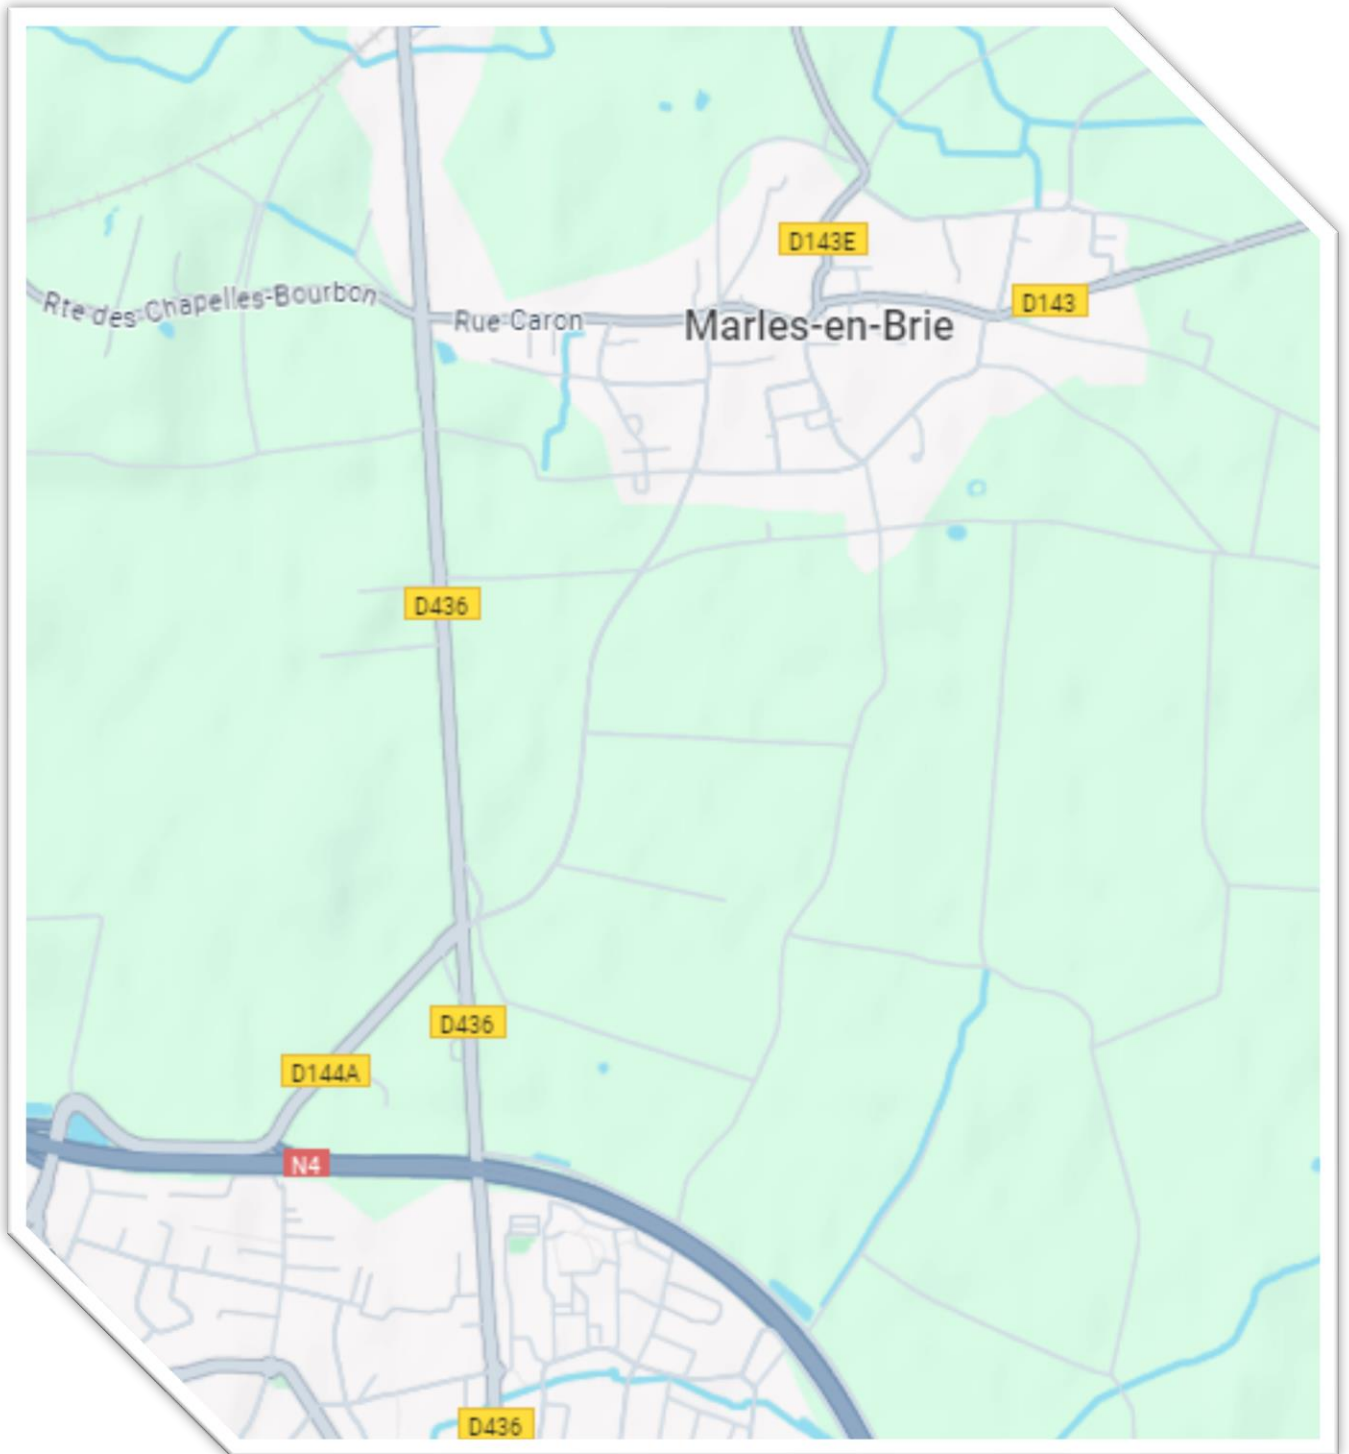 D143E
D143
Rte des Chapelles-Bourbon
Rue Caron
Marles-en-Brie
D436
D436
D144A
N4
D436